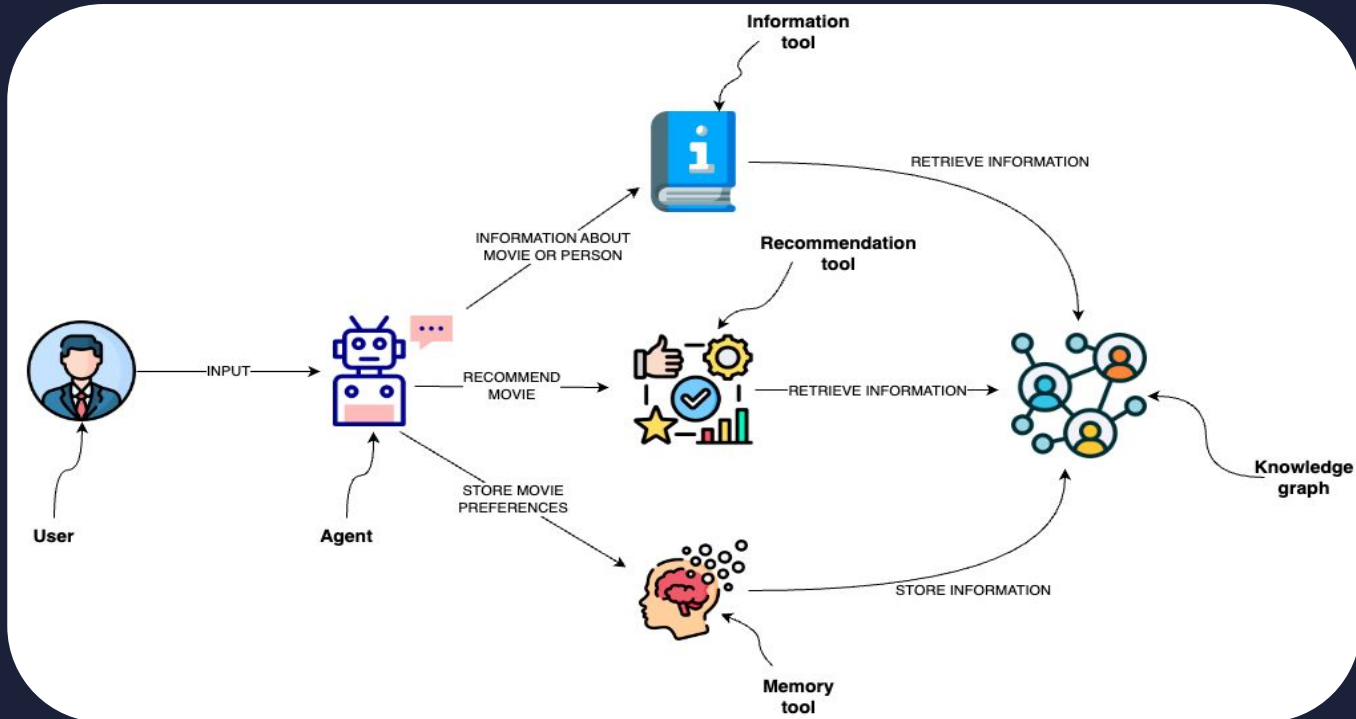 Information
tool
RETRIEVE INFORMATION
INFORMATION ABOUT
MOVIE OR PERSON
Recommendation
tool
INPUT
RECOMMEND
MOVIE
RETRIEVE INFORMATION
Knowledge
graph
STORE MOVIE
PREFERENCES
User
Agent
STORE INFORMATION
Memory
tool